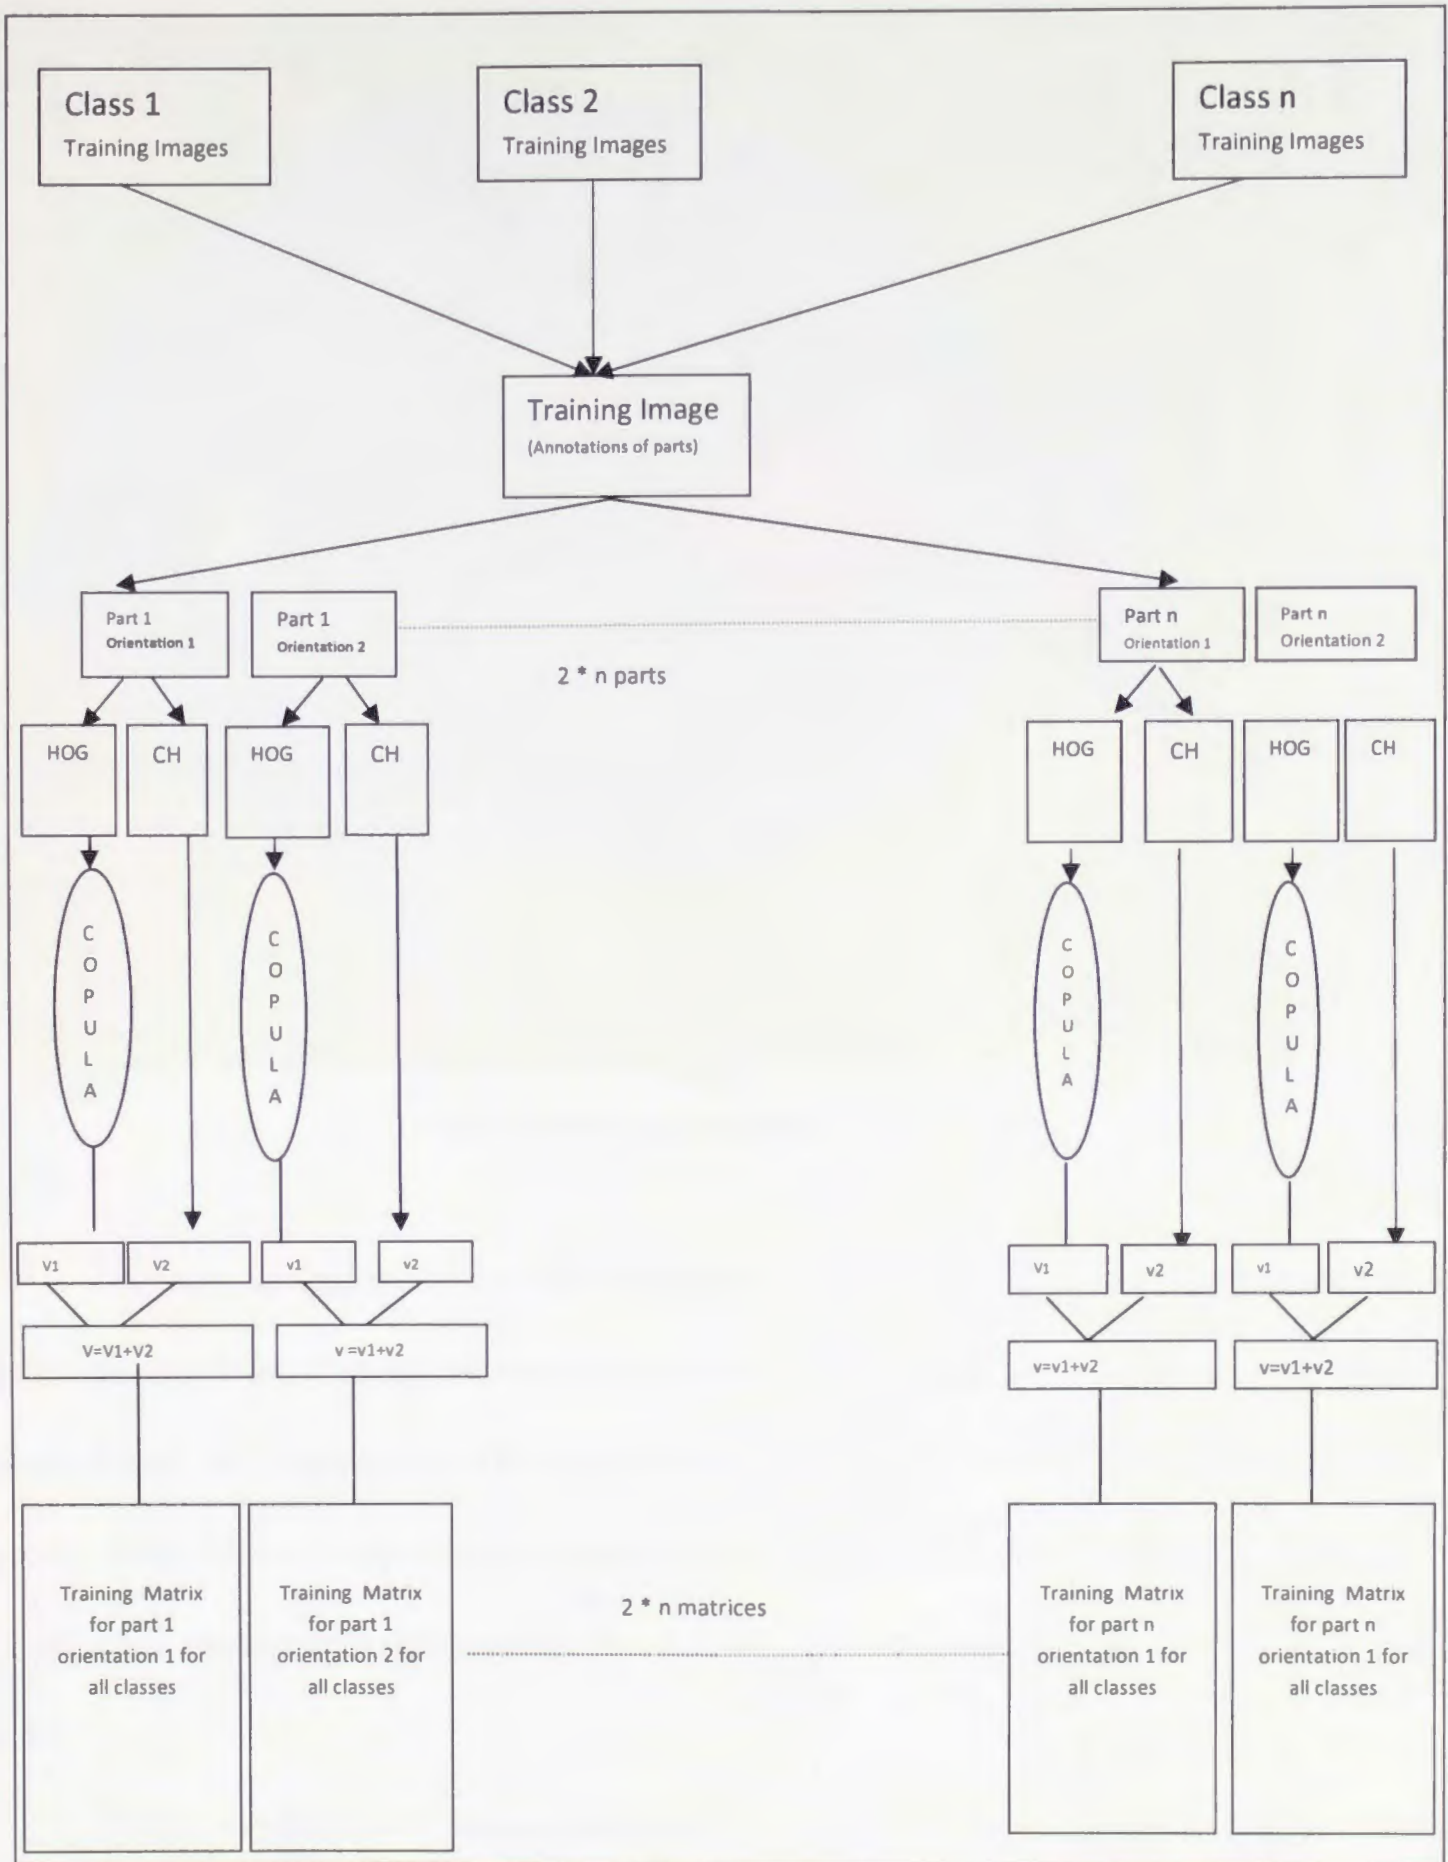 Class 1
Training Images
Class 2
Training Images
Class n
Training Images
Training Image
(Annotations of parts)
Part 1
Orientation 1
Part 1
Orientation 2
Part n
Orientation 1
Part n
Orientation 2
2 * n parts
HOG
CH
HOG
CH
HOG
CH
HOG
CH
COPULA
COPULA
COPULA
COPULA
V1
V2
v1
v2
V1
v2
v1
v2
V=V1+V2
v =v1+v2
v=v1+v2
v=v1+v2
Training Matrix
for part 1
orientation 1 for
all classes
Training Matrix
for part 1
orientation 2 for
all classes
2 * n matrices
Training Matrix
for part n
orientation 1 for
all classes
Training Matrix
for part n
orientation 1 for
all classes